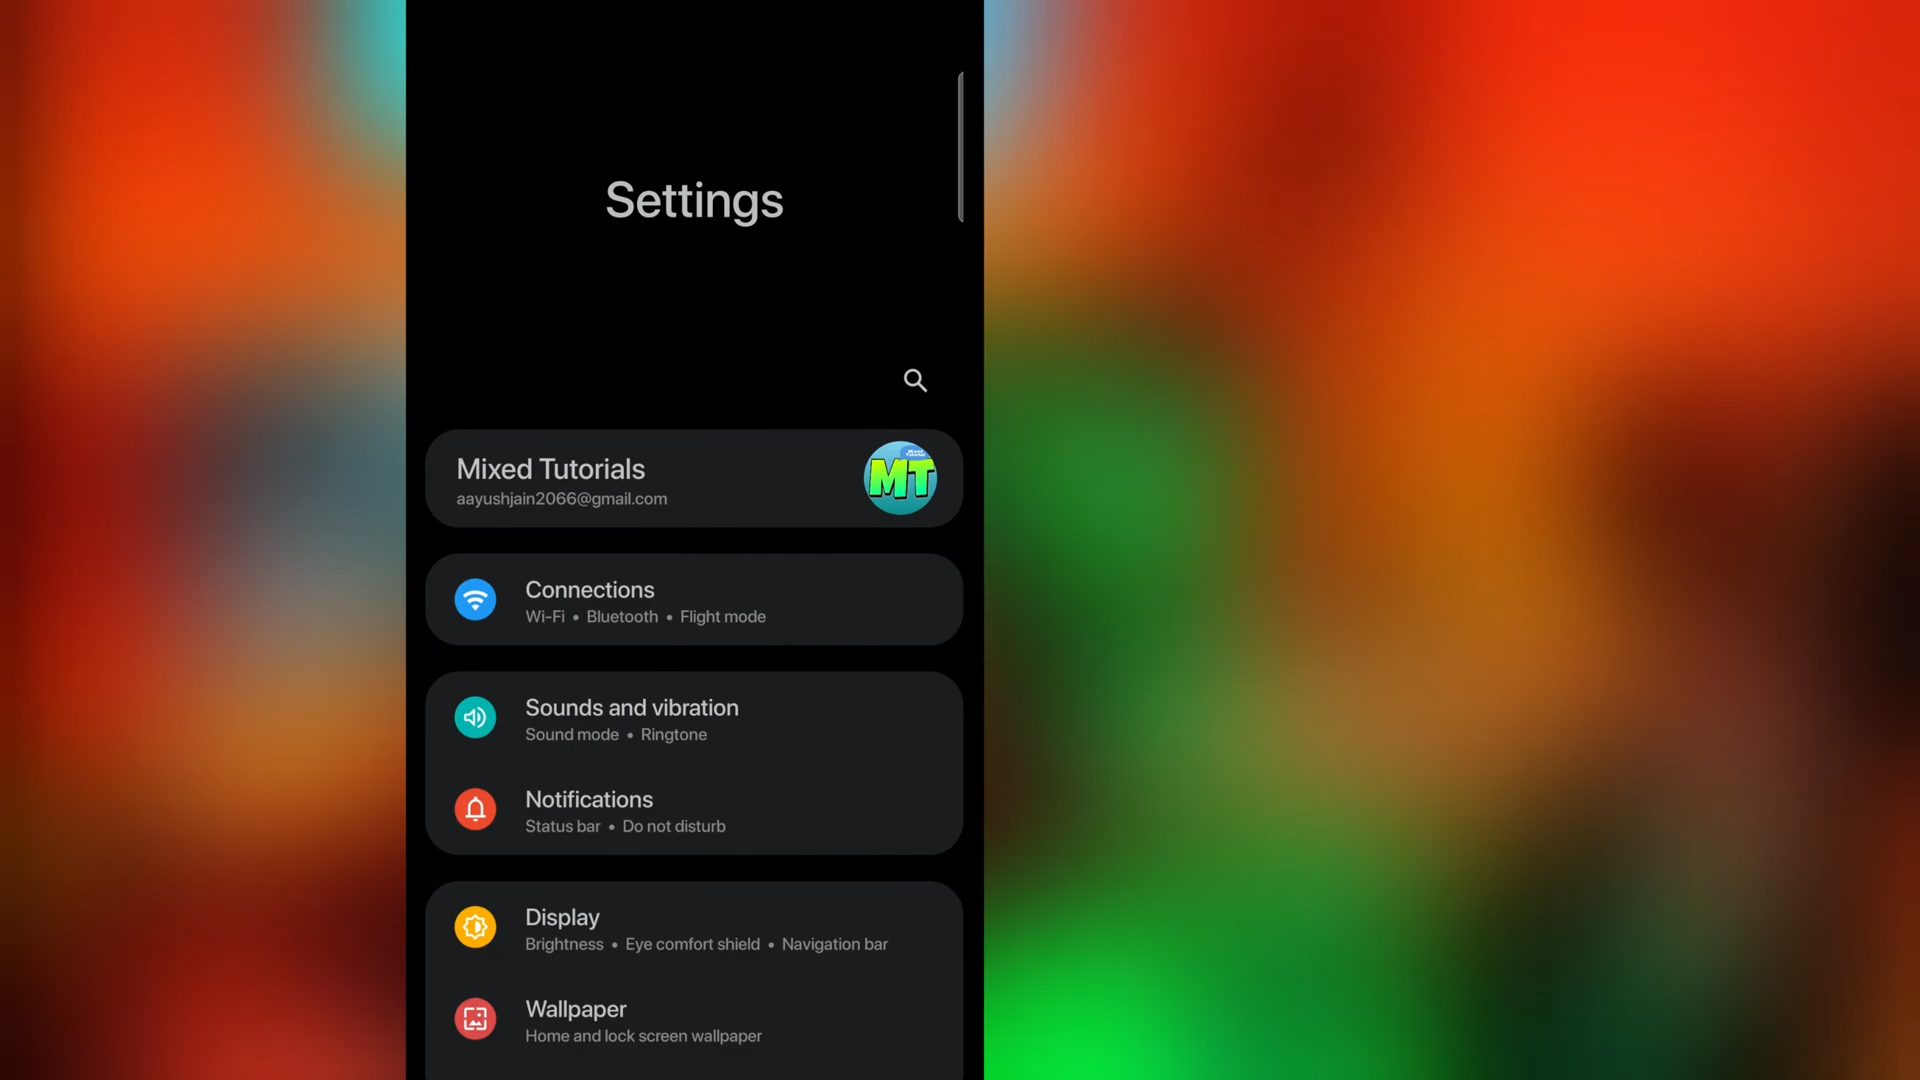 Settings
Mixed Tutorials
aayushjain2066@gmail.com
MT
Connections
Wi-Fi • Bluetooth • Flight mode
Sounds and vibration
Sound mode • Ringtone
Notifications
Status bar • Do not disturb
Display
Brightness • Eye comfort shield • Navigation bar
Wallpaper
Home and lock screen wallpaper